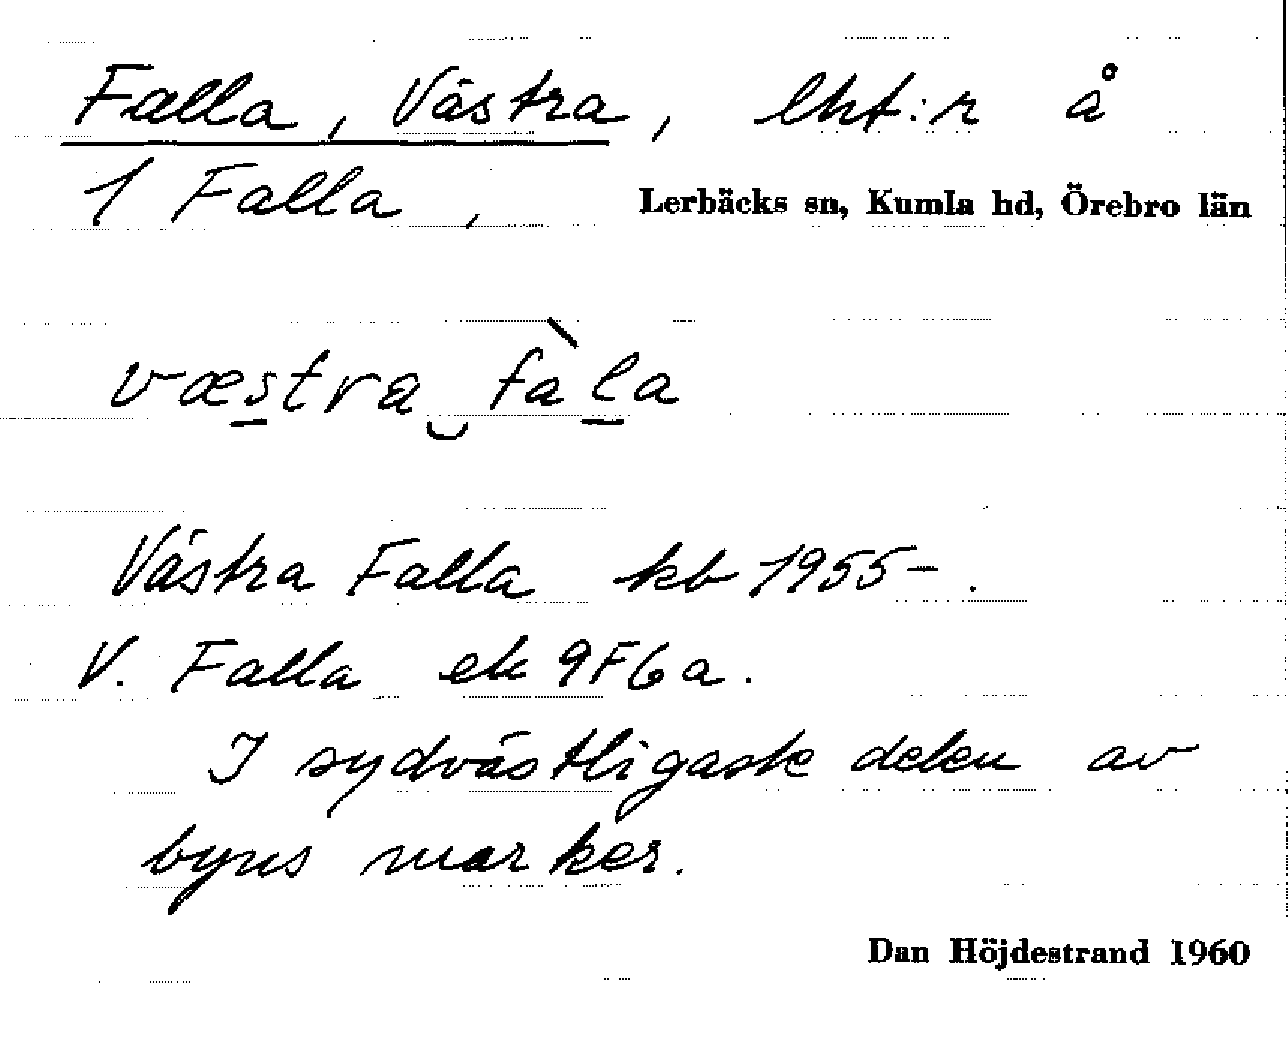 Falla, Västra, lht:r å
1 Falla, Lerbäcks sn, Kumla hd, Örebro län
væstra fàla
Västra Falla kb 1955-.
V. Falla ek 9F6a.
I sydvästligaste delen av
byns marker.
Dan Höjdestrand 1960